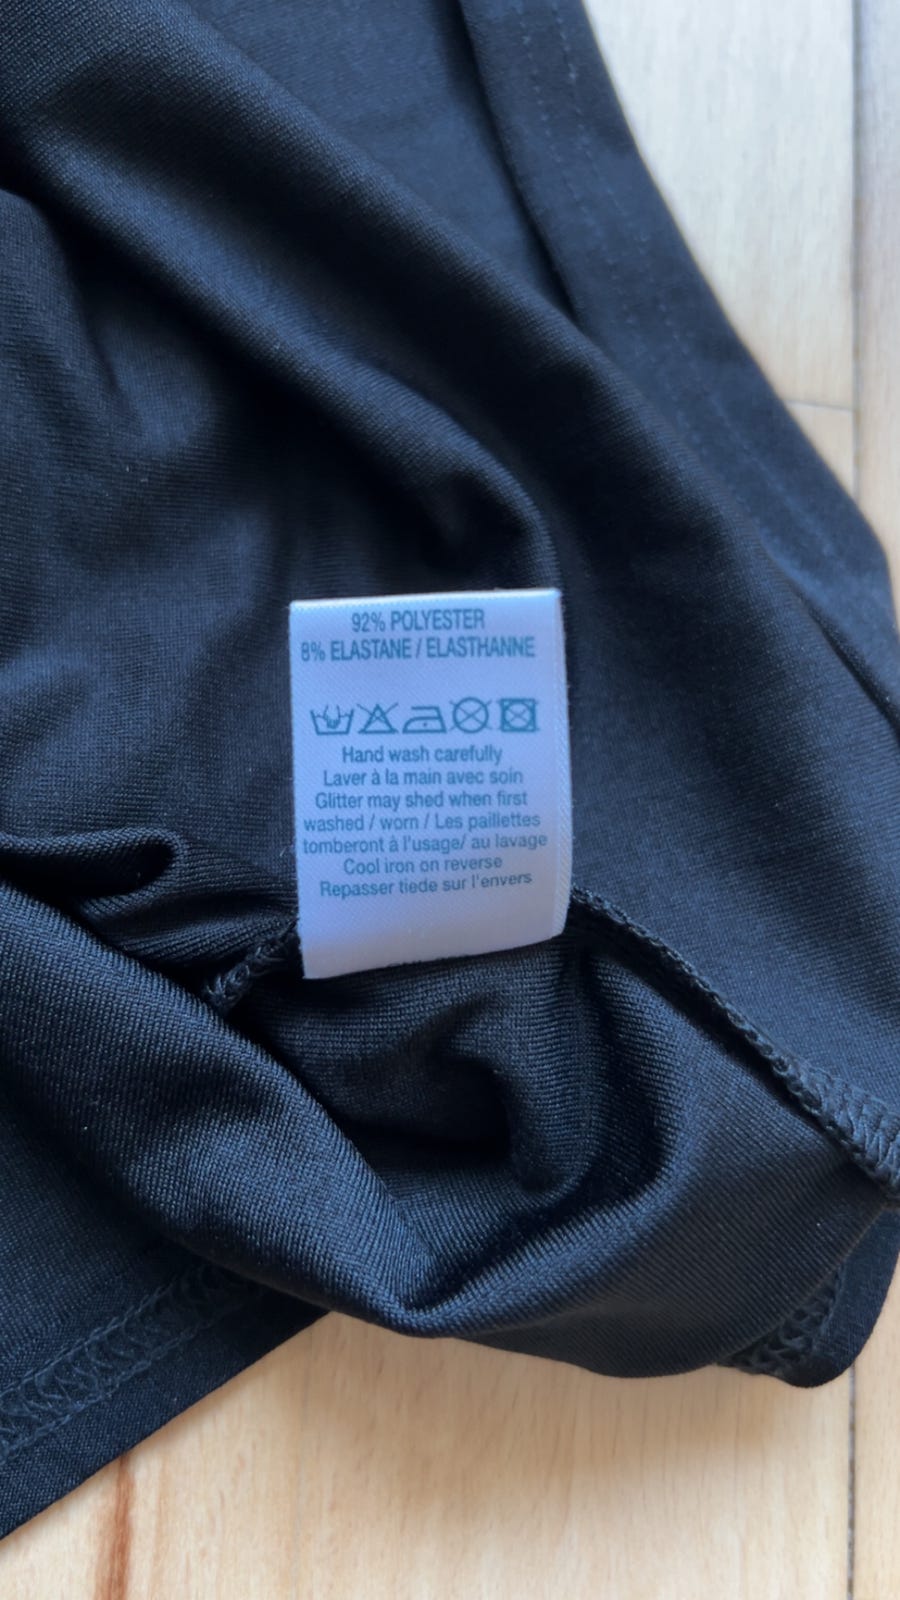 92% POLYESTER
8% ELASTANE / ELASTHANNE
Hand wash carefully
Laver à la main avec soin
Glitter may shed when first
washed / worn / Les paillettes
tomberont à l'usage/ au lavage
Cool iron on reverse
Repasser tiede sur l'envers